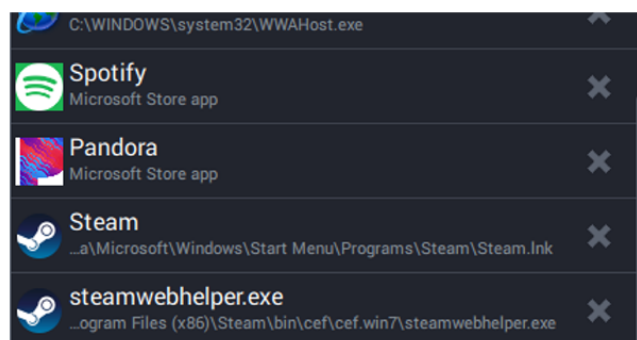 C:\WINDOWS\system32\WWAHost.exe
Spotify
Microsoft Store app
Pandora
Microsoft Store app
Steam
...a\Microsoft\Windows\Start Menu\Programs\Steam\Steam.lnk
steamwebhelper.exe
...ogram Files (x86)\Steam\bin\cef\cef.win7\steamwebhelper.exe